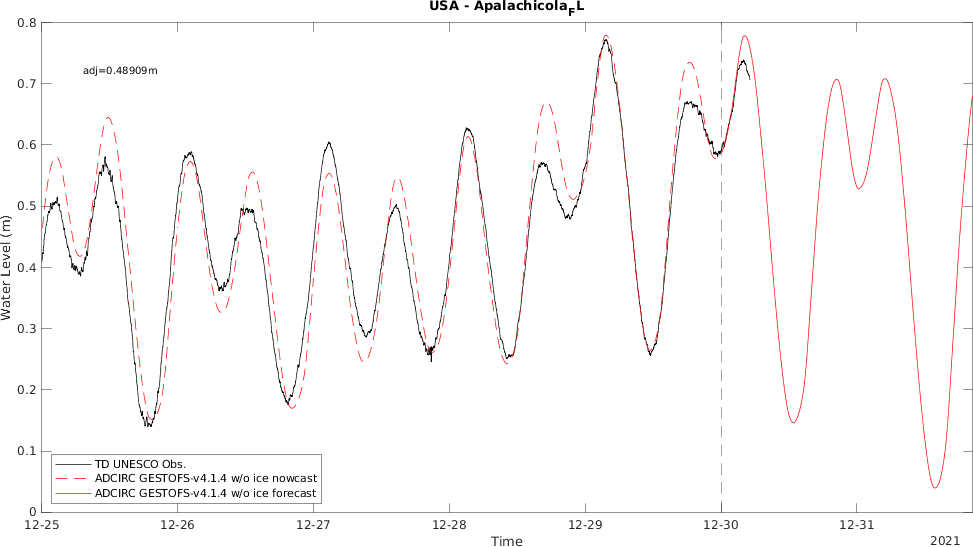 USA - Apalachicola_FL
0.8
0.7
0.6
0.5
0.4
0.3
0.2
0.1
0
Water Level (m)
adj=0.48909m
TD UNESCO Obs.
ADCIRC GESTOFS-v4.1.4 w/o ice nowcast
ADCIRC GESTOFS-v4.1.4 w/o ice forecast
12-25 12-26 12-27 12-28 12-29 12-30 12-31
Time
2021